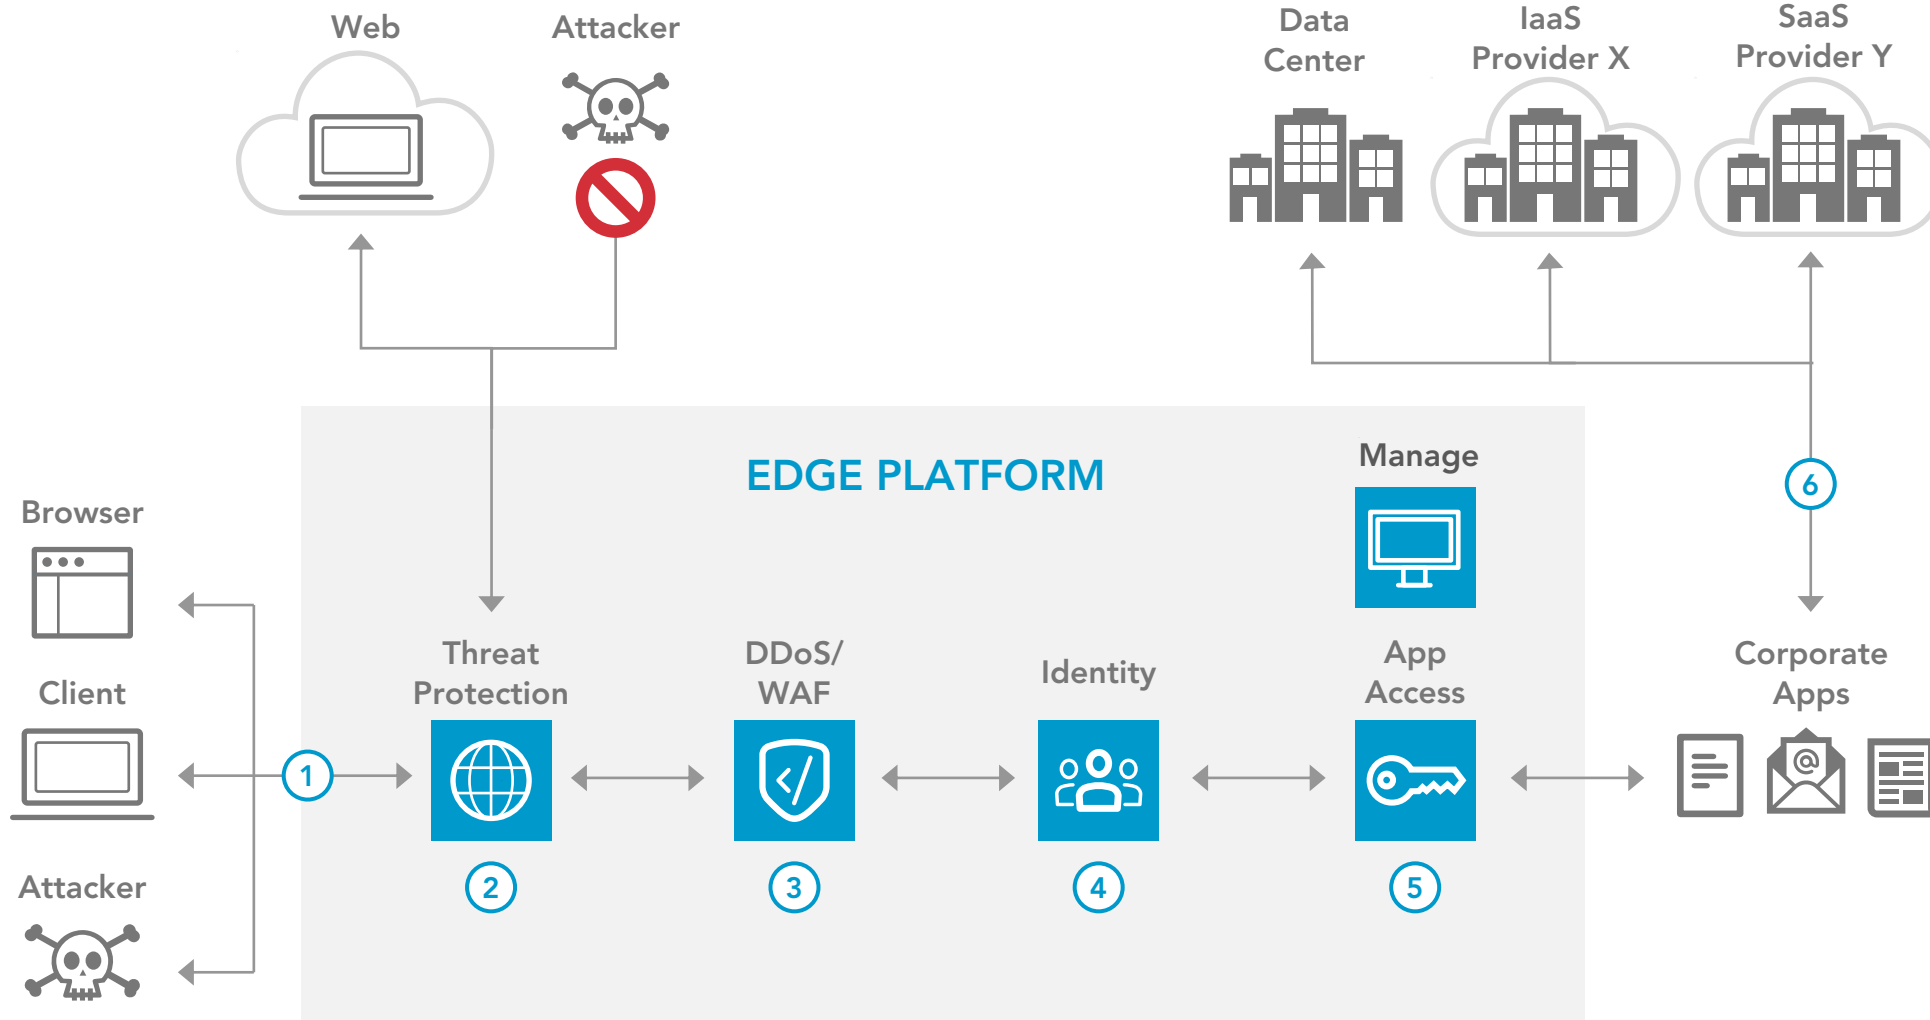 Web
Attacker
Data
Center
IaaS
Provider X
SaaS
Provider Y
EDGE PLATFORM
Manage
6
Browser
Client
Attacker
1
Threat
Protection
2
DDoS/
WAF
</>
3
Identity
4
App
Access
5
Corporate
Apps
@